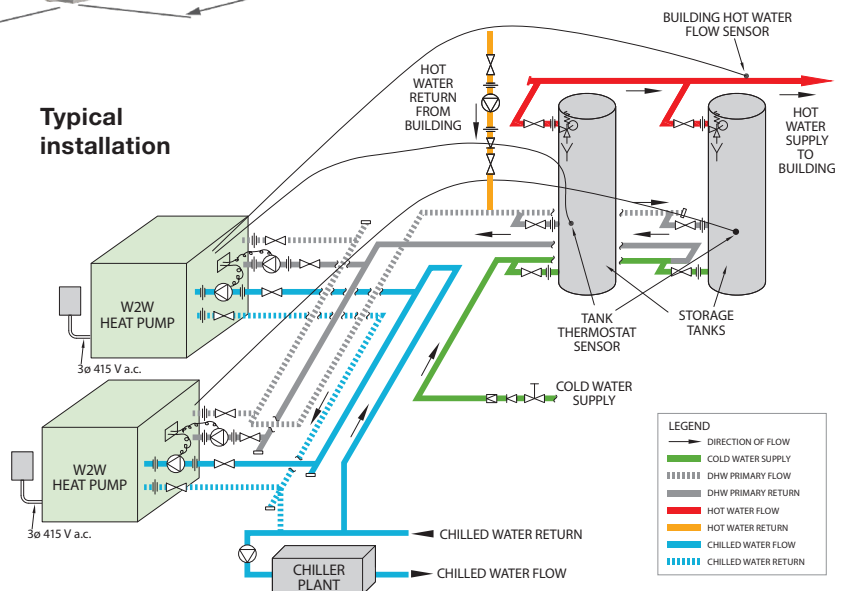 BUILDING HOT WATER
FLOW SENSOR
HOT
WATER
RETURN
FROM
BUILDING
Typical
installation
HOT
WATER
SUPPLY
TO
BUILDING
W2W
HEAT PUMP
3ø 415 V a.c.
TANK
THERMOSTAT
SENSOR
STORAGE
TANKS
COLD WATER
SUPPLY
W2W
HEAT PUMP
3ø 415 V a.c.
LEGEND
DIRECTION OF FLOW
COLD WATER SUPPLY
DHW PRIMARY FLOW
DHW PRIMARY RETURN
HOT WATER FLOW
HOT WATER RETURN
CHILLED WATER FLOW
CHILLED WATER RETURN
CHILLED WATER RETURN
CHILLED WATER FLOW
CHILLER
PLANT